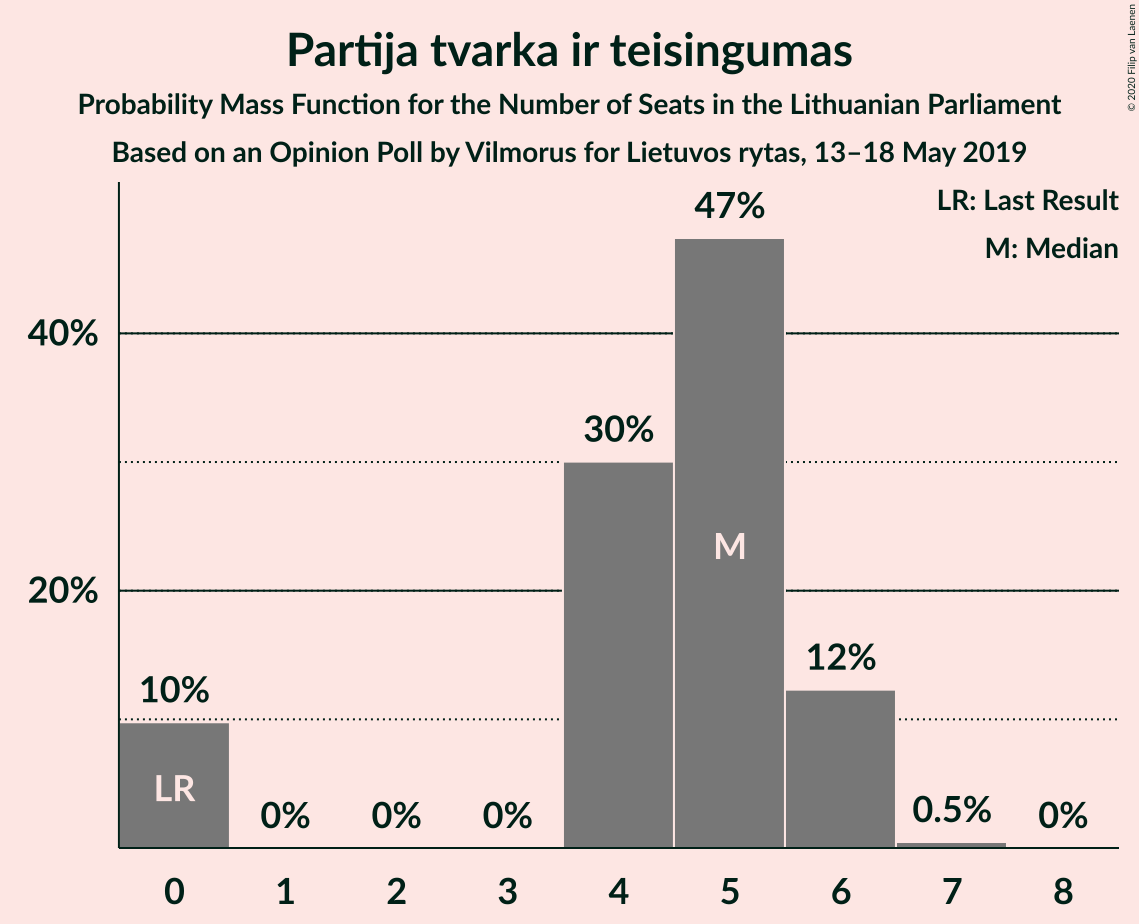 Partija tvarka ir teisingumas
Probability Mass Function for the Number of Seats in the Lithuanian Parliament
Based on an Opinion Poll by Vilmorus for Lietuvos rytas, 13–18 May 2019
© 2020 Filip van Laenen
LR: Last Result
M: Median
47%
40%
30%
M
20%
12%
10%
LR
0%
0%
0%
0.5%
0%
0 1 2 3 4 5 6 7 8